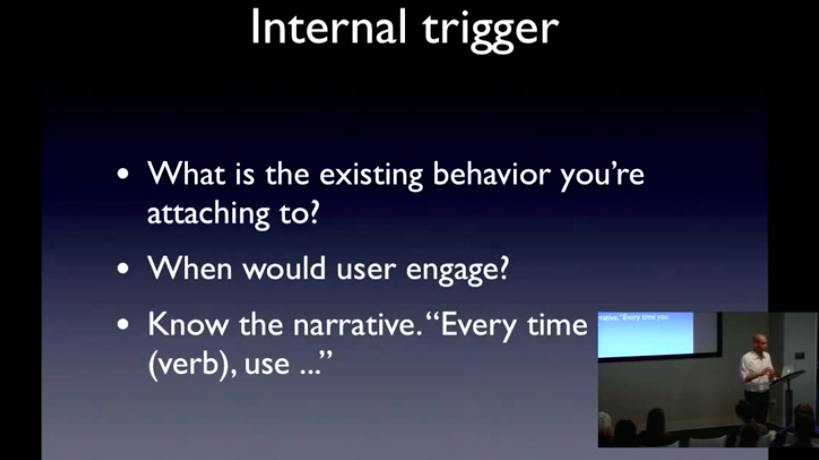 Internal trigger
• What is the existing behavior you're
attaching to?
• When would user engage?
• Know the narrative. “Every time
(verb), use ...”
rrative. “Every time you